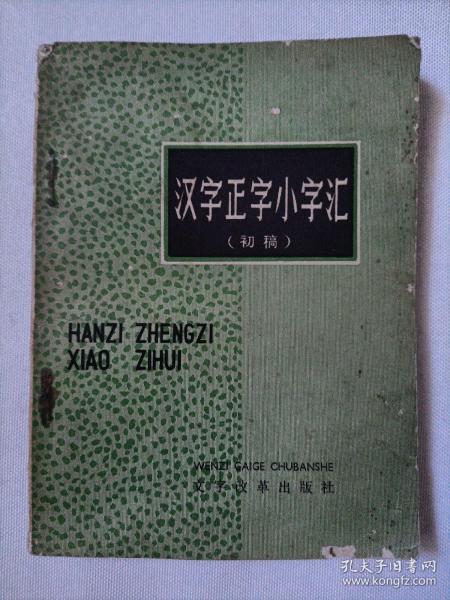 汉字正字小字汇
（初稿）
HANZI ZHENGZI
XIAO ZIHUI
WENZI GAIGE CHUBANSHE
文字改革出版社
孔夫子旧书网
www.kongfz.com